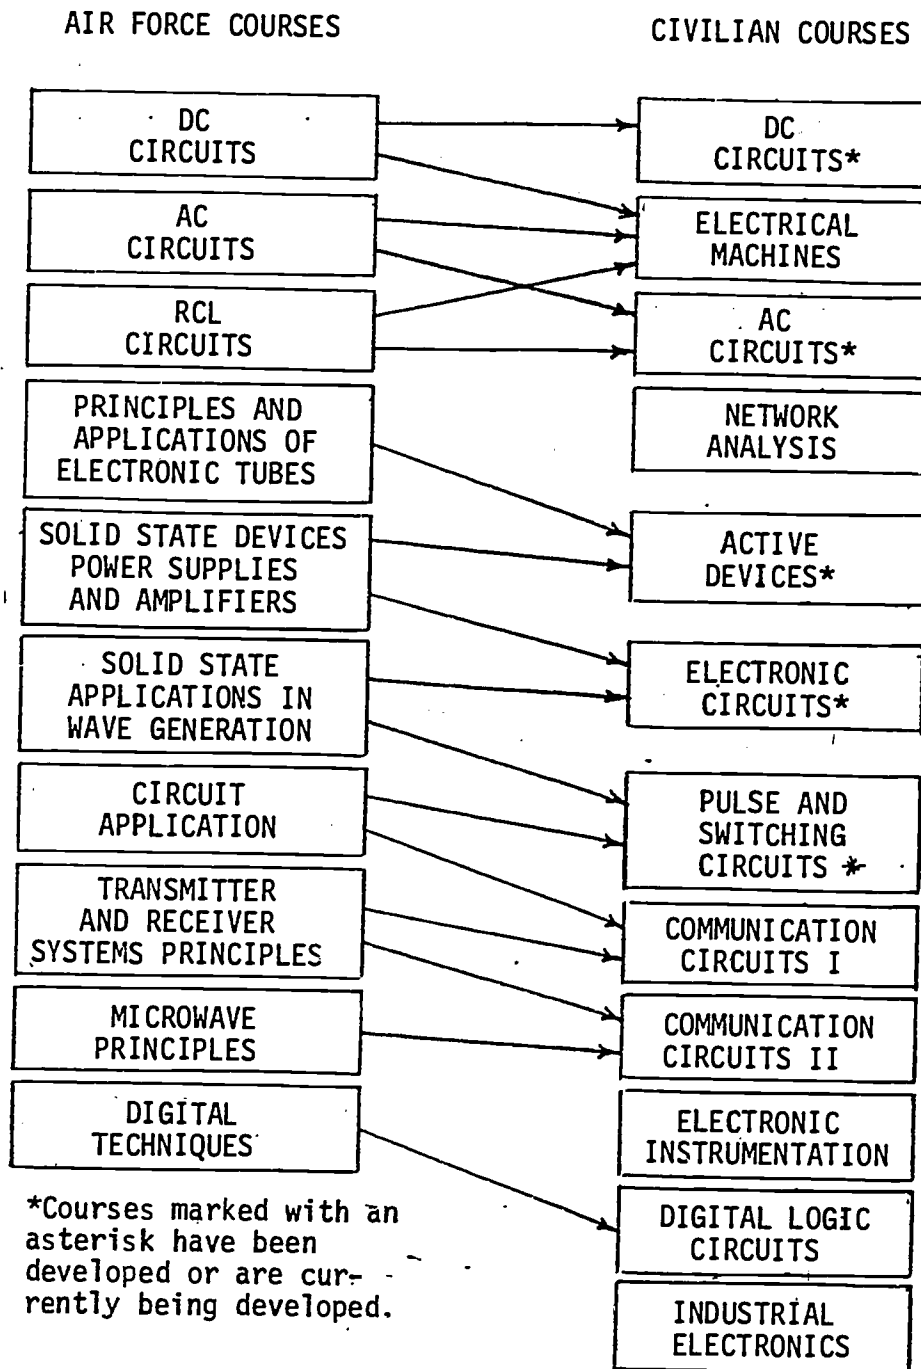 AIR FORCE COURSES
CIVILIAN COURSES
DC
CIRCUITS
AC
CIRCUITS
RCL
CIRCUITS
PRINCIPLES AND
APPLICATIONS OF
ELECTRONIC TUBES
SOLID STATE DEVICES
POWER SUPPLIES
AND AMPLIFIERS
SOLID STATE
APPLICATIONS IN
WAVE GENERATION
CIRCUIT
APPLICATION
TRANSMITTER
AND RECEIVER
SYSTEMS PRINCIPLES
MICROWAVE
PRINCIPLES
DIGITAL
TECHNIQUES
*Courses marked with an
asterisk have been
developed or are cur-
rently being developed.
DC
CIRCUITS*
ELECTRICAL
MACHINES
AC
CIRCUITS*
NETWORK
ANALYSIS
ACTIVE
DEVICES*
ELECTRONIC
CIRCUITS*
PULSE AND
SWITCHING
CIRCUITS *
COMMUNICATION
CIRCUITS I
COMMUNICATION
CIRCUITS II
ELECTRONIC
INSTRUMENTATION
DIGITAL LOGIC
CIRCUITS
INDUSTRIAL
ELECTRONICS